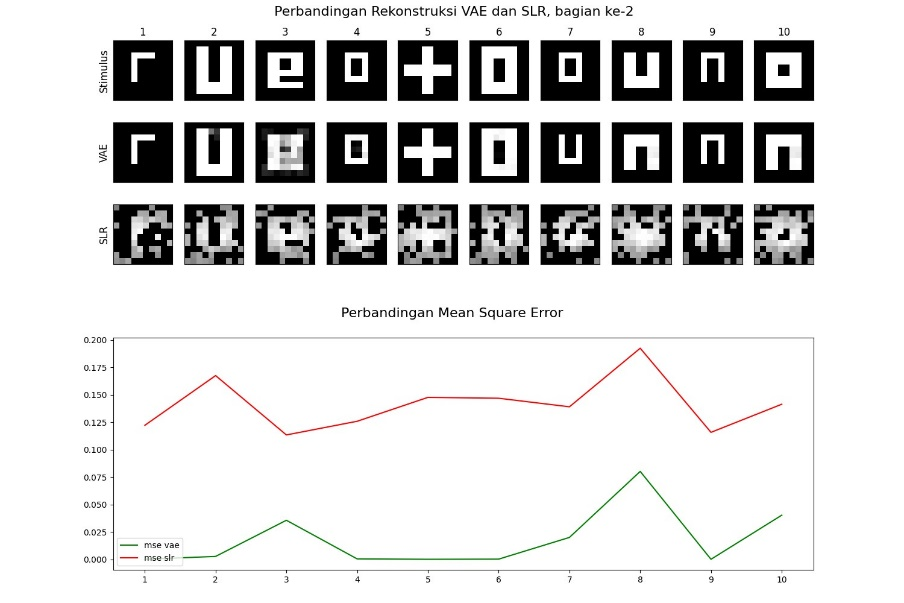 Perbandingan Rekonstruksi VAE dan SLR, bagian ke-2
1 2 3 4 5 6 7 8 9 10
Stimulus
VAE
SLR
Perbandingan Mean Square Error
0.200
0.175
0.150
0.125
0.100
0.075
0.050
0.025
0.000
mse vae
mse slr
1 2 3 4 5 6 7 8 9 10